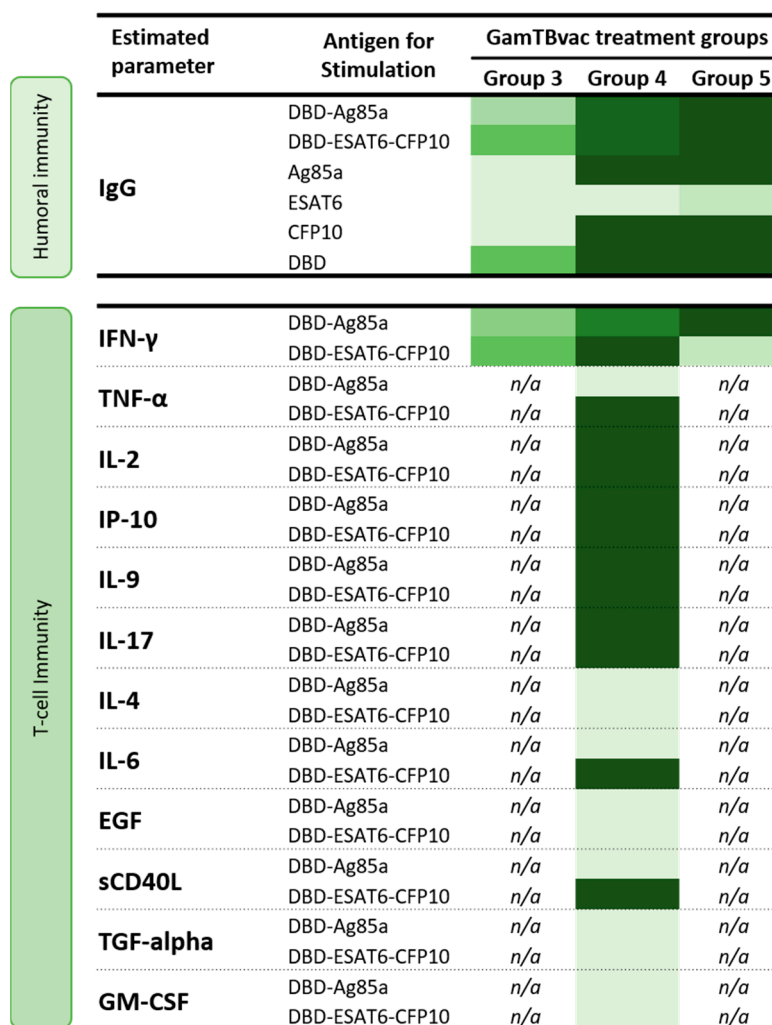 Estimated parameter
Antigen for Stimulation
GamTBvac treatment groups
Group 3 Group 4 Group 5
Humoral immunity
IgG
DBD-Ag85a
DBD-ESAT6-CFP10
Ag85a
ESAT6
CFP10
DBD
T-cell Immunity
IFN-γ
DBD-Ag85a
DBD-ESAT6-CFP10
TNF-α
DBD-Ag85a n/a n/a
DBD-ESAT6-CFP10 n/a n/a
IL-2
DBD-Ag85a n/a n/a
DBD-ESAT6-CFP10 n/a n/a
IP-10
DBD-Ag85a n/a n/a
DBD-ESAT6-CFP10 n/a n/a
IL-9
DBD-Ag85a n/a n/a
DBD-ESAT6-CFP10 n/a n/a
IL-17
DBD-Ag85a n/a n/a
DBD-ESAT6-CFP10 n/a n/a
IL-4
DBD-Ag85a n/a n/a
DBD-ESAT6-CFP10 n/a n/a
IL-6
DBD-Ag85a n/a n/a
DBD-ESAT6-CFP10 n/a n/a
EGF
DBD-Ag85a n/a n/a
DBD-ESAT6-CFP10 n/a n/a
sCD40L
DBD-Ag85a n/a n/a
DBD-ESAT6-CFP10 n/a n/a
TGF-alpha
DBD-Ag85a n/a n/a
DBD-ESAT6-CFP10 n/a n/a
GM-CSF
DBD-Ag85a n/a n/a
DBD-ESAT6-CFP10 n/a n/a